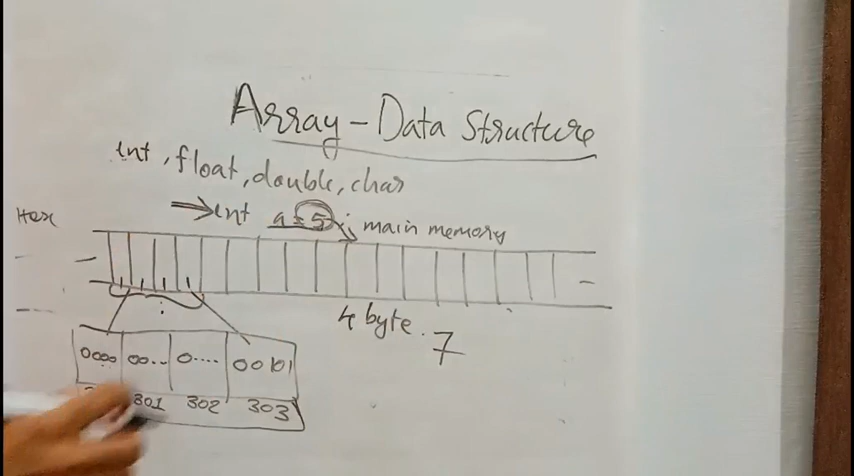 Array - Data Structure
int, float, double, char
Hex
⇒ int a = 5; main memory
4 byte. 7
0000 00.. 0.... 00101
301 302 303